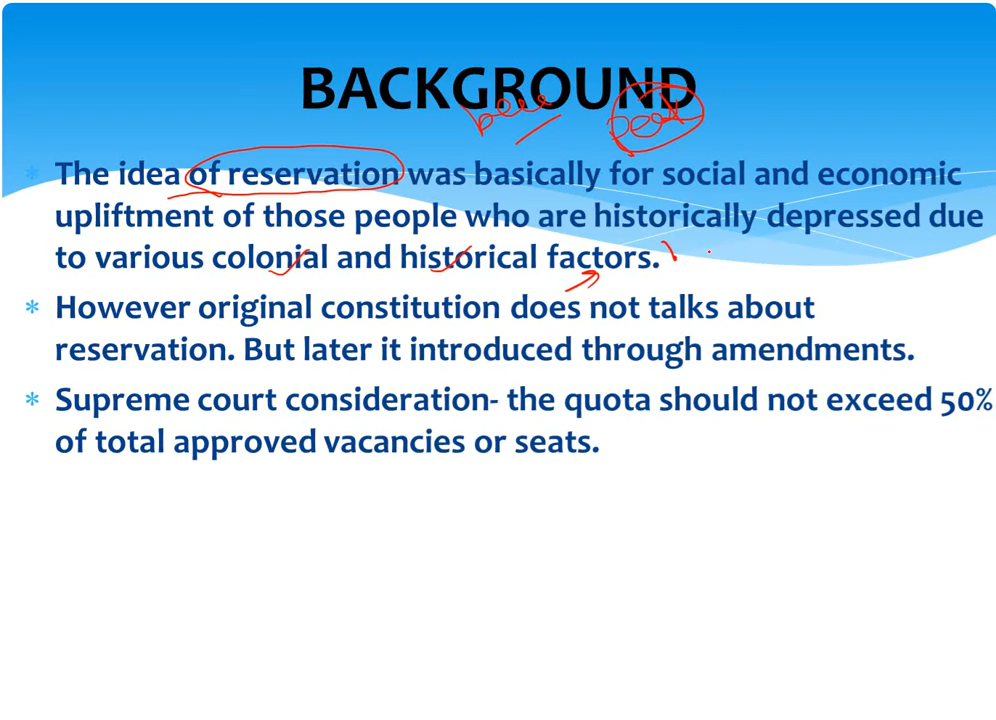 BACKGROUND
* The idea of reservation was basically for social and economic
upliftment of those people who are historically depressed due
to various colonial and historical factors.
* However original constitution does not talks about
reservation. But later it introduced through amendments.
* Supreme court consideration- the quota should not exceed 50%
of total approved vacancies or seats.